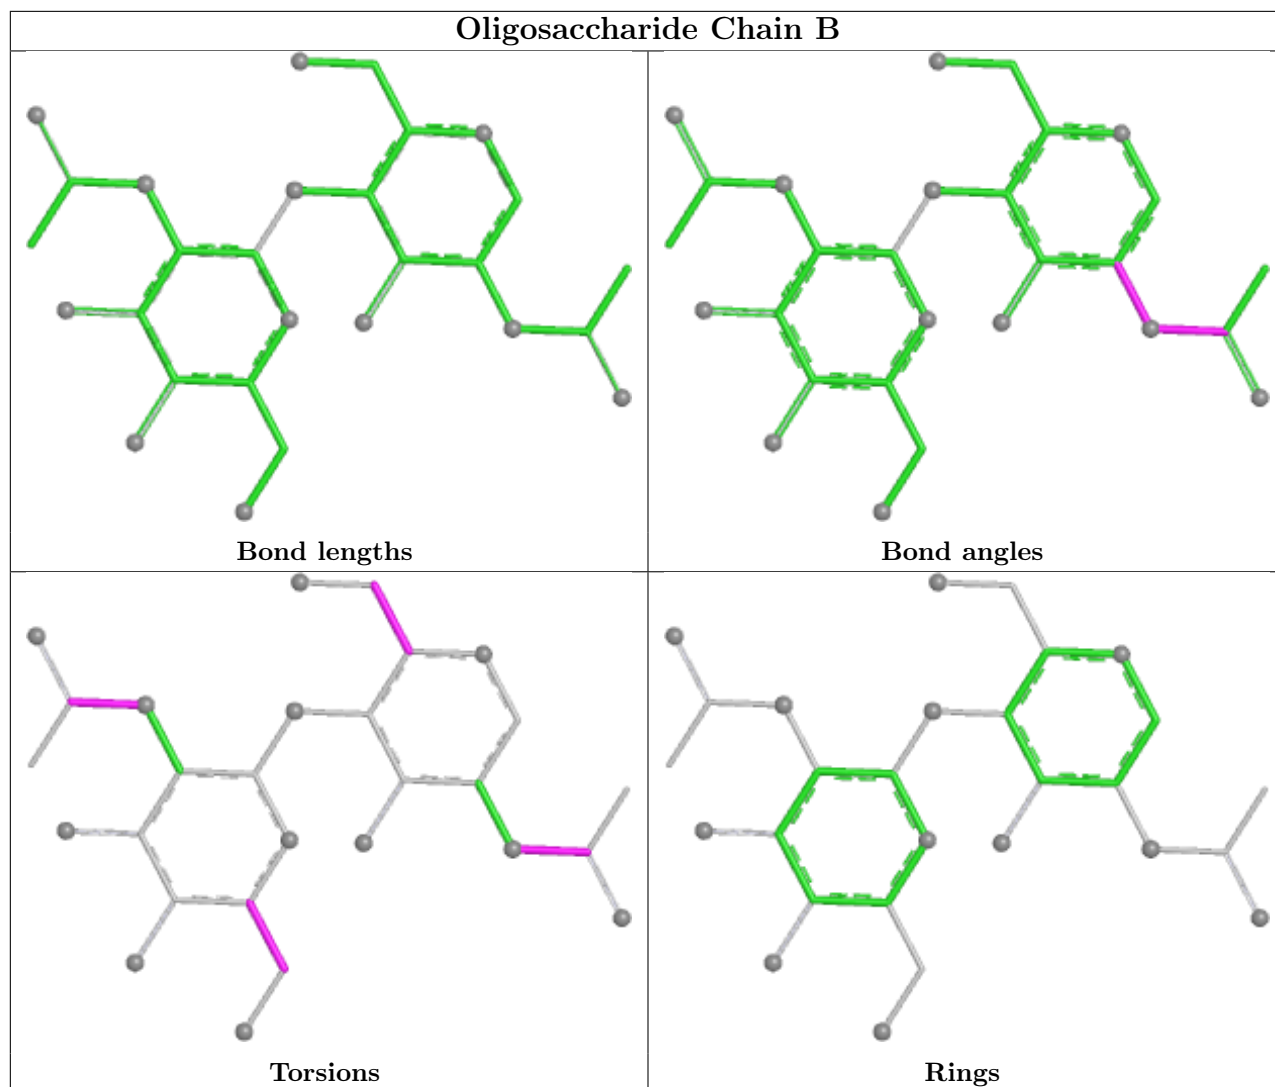 Oligosaccharide Chain B
Bond lengths
Bond angles
Torsions
Rings